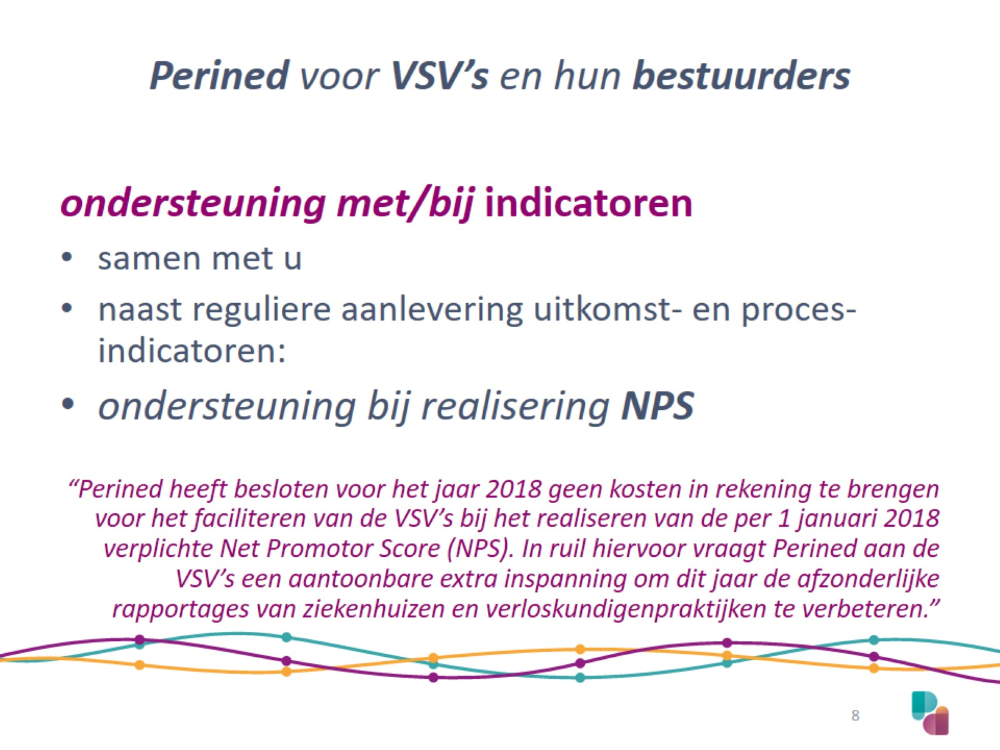 Perined voor VSV’s en hun bestuurders
ondersteuning met/bij indicatoren
• samen met u
• naast reguliere aanlevering uitkomst- en proces-
indicatoren:
• ondersteuning bij realisering NPS
“Perined heeft besloten voor het jaar 2018 geen kosten in rekening te brengen
voor het faciliteren van de VSV’s bij het realiseren van de per 1 januari 2018
verplichte Net Promotor Score (NPS). In ruil hiervoor vraagt Perined aan de
VSV’s een aantoonbare extra inspanning om dit jaar de afzonderlijke
rapportages van ziekenhuizen en verloskundigenpraktijken te verbeteren.”
8